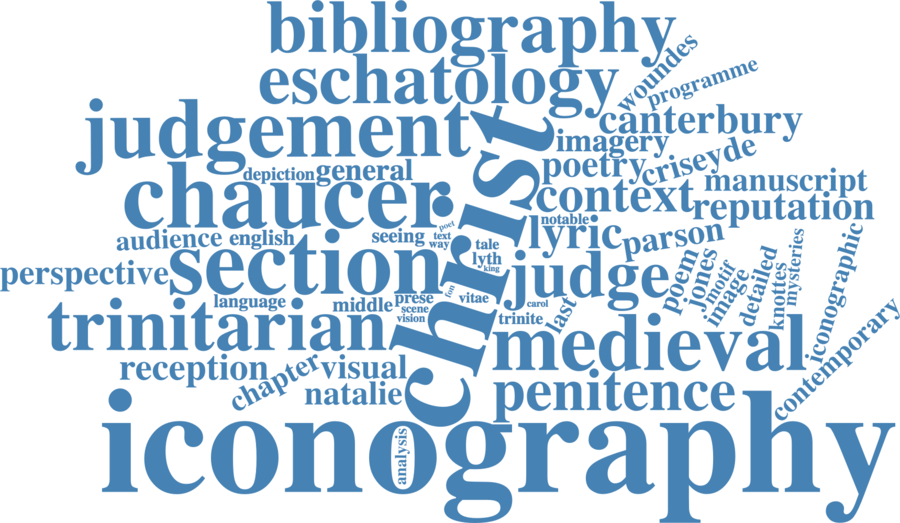 bibliography
eschatology
woundes
programme
judgement
christ
canterbury
imagery
poetry
criseyde
depiction
general
chaucer
context
manuscript
reputation
notable
poet
text
way
audience
english
seeing
lyric
parson
tale
lyth
king
perspective
section
judge
poem
jones
motif
image
detailed
knottes
mysteries
iconographic
language
middle
prese
scene
vision
fon
vitae
carol
trinite
last
trinitarian
medieval
contemporary
reception
chapter
visual
natalie
penitence
iconography
analysis